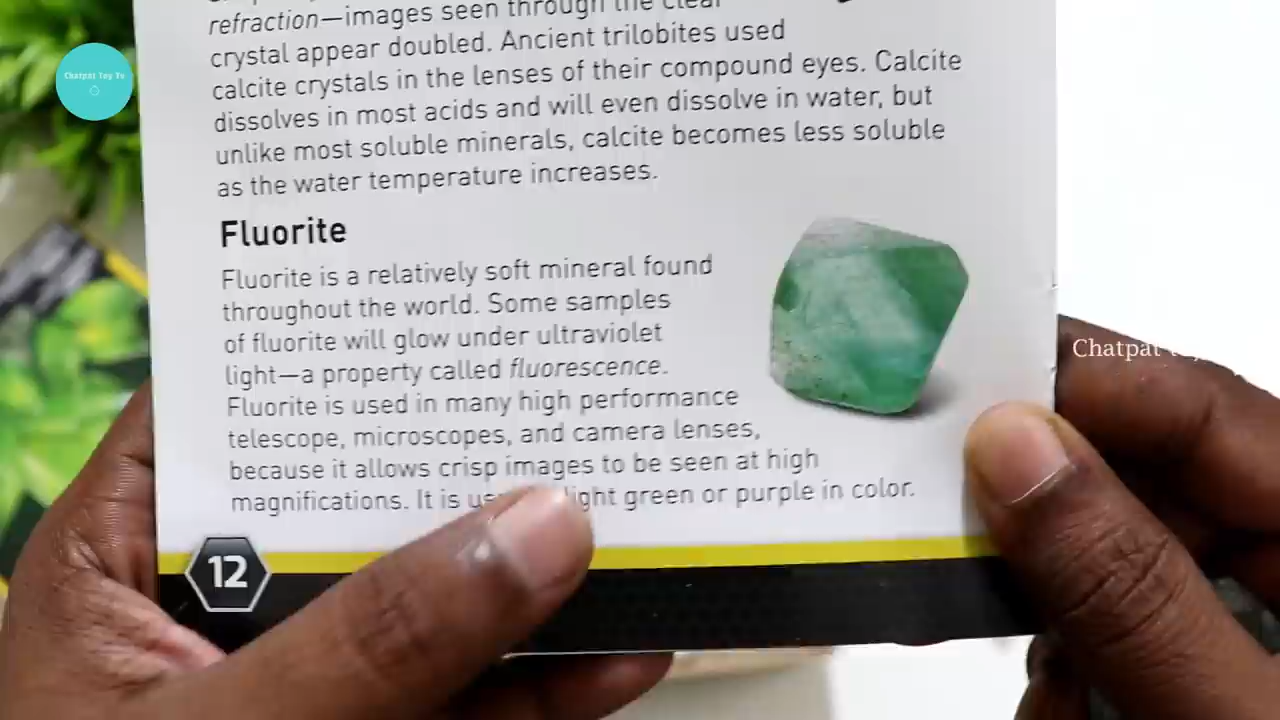 refraction—images seen through the clear
crystal appear doubled. Ancient trilobites used
calcite crystals in the lenses of their compound eyes. Calcite
dissolves in most acids and will even dissolve in water, but
unlike most soluble minerals, calcite becomes less soluble
as the water temperature increases.
Fluorite
Fluorite is a relatively soft mineral found
throughout the world. Some samples
of fluorite will glow under ultraviolet
light—a property called fluorescence.
Fluorite is used in many high performance
telescope, microscopes, and camera lenses,
because it allows crisp images to be seen at high
magnifications. It is light green or purple in color.
12
Chatpat Toy Tv
Chatpat